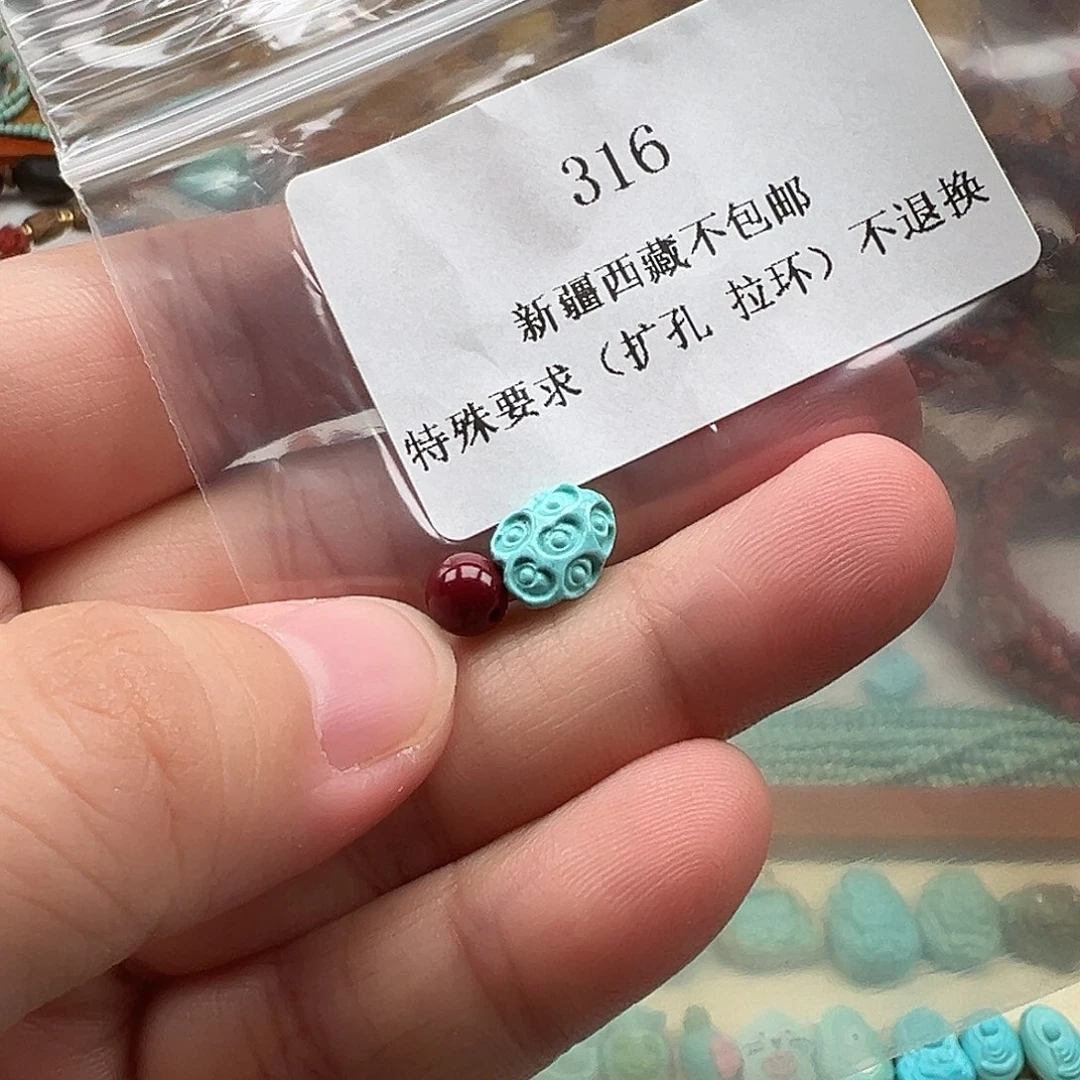 316
新疆西藏不包邮
特殊要求（扩孔 拉环）不退换